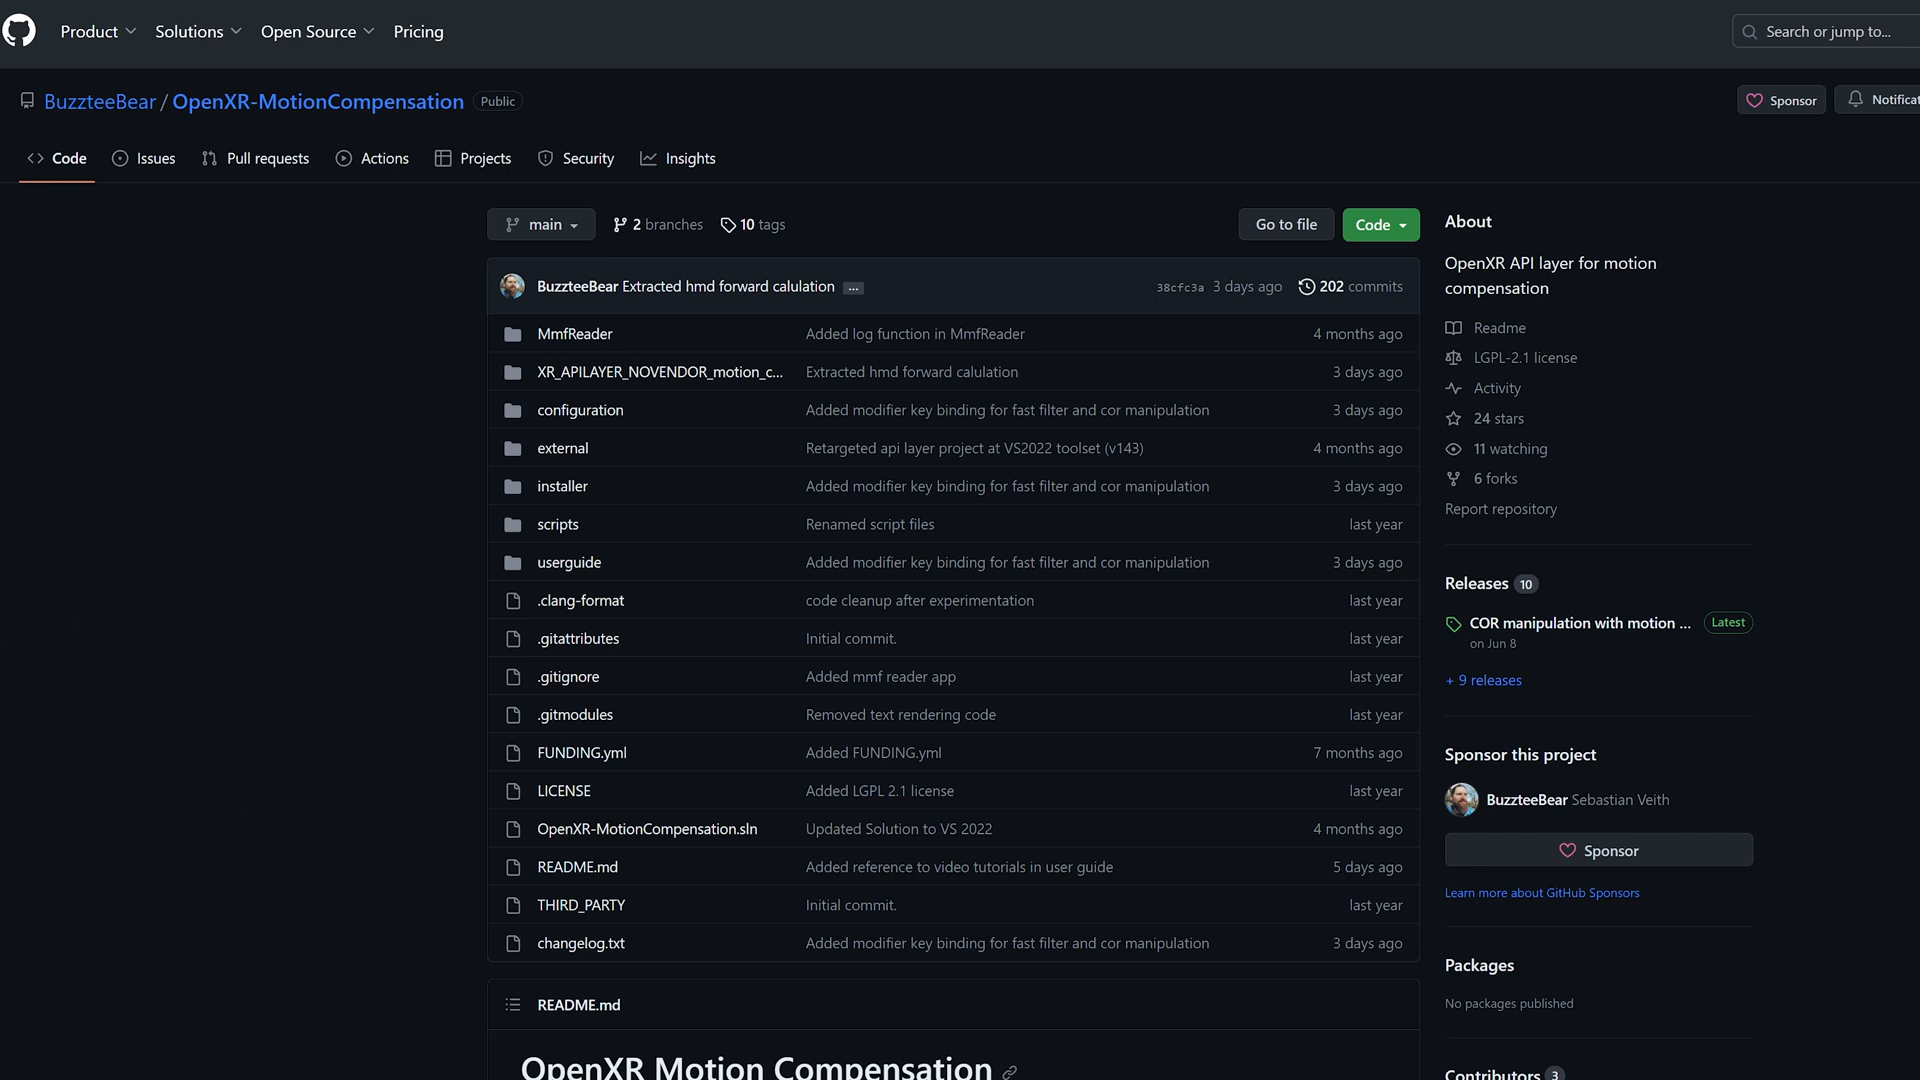 Product Solutions Open Source Pricing Search or jump to...
BuzzteeBear / OpenXR-MotionCompensation Public Sponsor Notificat
Code Issues Pull requests Actions Projects Security Insights
main 2 branches 10 tags Go to file Code
BuzzteeBear Extracted hmd forward calulation ... 38cfc3a 3 days ago 202 commits
MmfReader Added log function in MmfReader 4 months ago
XR_APILAYER_NOVENDOR_motion_c... Extracted hmd forward calulation 3 days ago
configuration Added modifier key binding for fast filter and cor manipulation 3 days ago
external Retargeted api layer project at VS2022 toolset (v143) 4 months ago
installer Added modifier key binding for fast filter and cor manipulation 3 days ago
scripts Renamed script files last year
userguide Added modifier key binding for fast filter and cor manipulation 3 days ago
.clang-format code cleanup after experimentation last year
.gitattributes Initial commit. last year
.gitignore Added mmf reader app last year
.gitmodules Removed text rendering code last year
FUNDING.yml Added FUNDING.yml 7 months ago
LICENSE Added LGPL 2.1 license last year
OpenXR-MotionCompensation.sln Updated Solution to VS 2022 4 months ago
README.md Added reference to video tutorials in user guide 5 days ago
THIRD_PARTY Initial commit. last year
changelog.txt Added modifier key binding for fast filter and cor manipulation 3 days ago
README.md
OpenXR Motion Compensation
About
OpenXR API layer for motion
compensation
Readme
LGPL-2.1 license
Activity
24 stars
11 watching
6 forks
Report repository
Releases 10
COR manipulation with motion ... Latest
on Jun 8
+ 9 releases
Sponsor this project
BuzzteeBear Sebastian Veith
Sponsor
Learn more about GitHub Sponsors
Packages
No packages published
Contributors 3